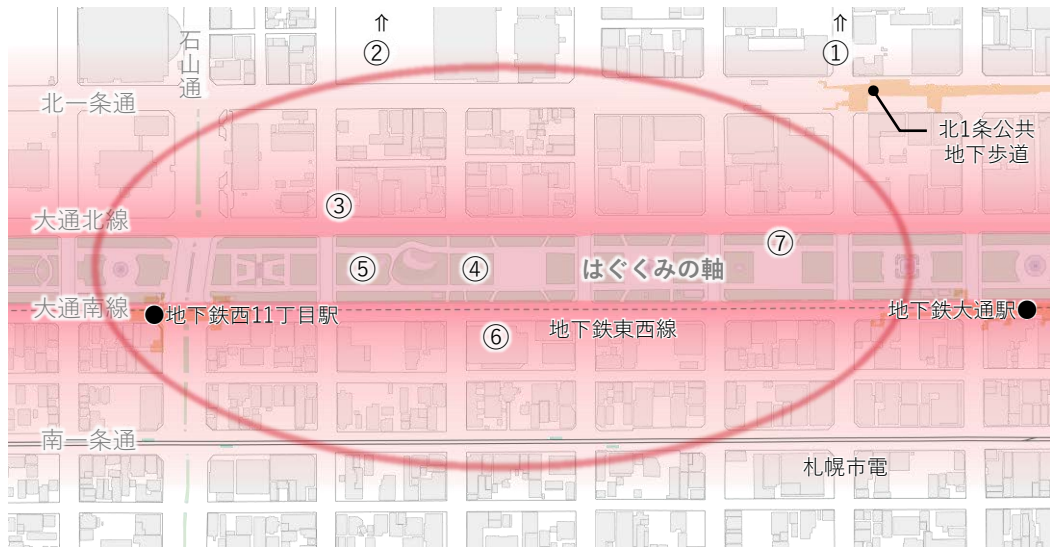 ⇑
②
⇑
①
石山通
北一条通
北1条公共
地下歩道
③
大通北線
⑦
⑤
④
はぐくみの軸
大通南線
地下鉄西11丁目駅
地下鉄東西線
地下鉄大通駅
⑥
南一条通
札幌市電